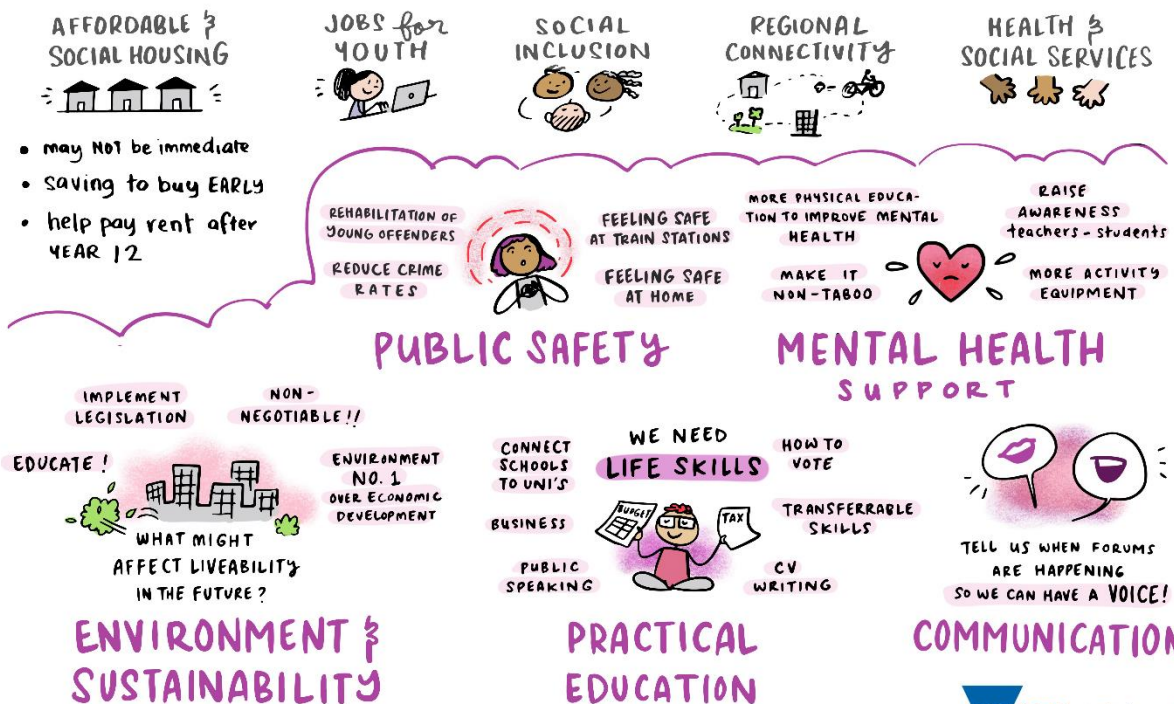 AFFORDABLE &
SOCIAL HOUSING
• may NOT be immediate
• saving to buy EARLY
• help pay rent after
YEAR 12
JOBS for
YOUTH
SOCIAL
INCLUSION
REGIONAL
CONNECTIVITY
HEALTH &
SOCIAL SERVICES
REHABILITATION OF
YOUNG OFFENDERS
REDUCE CRIME
RATES
FEELING SAFE
AT TRAIN STATIONS
FEELING SAFE
AT HOME
PUBLIC SAFETY
MORE PHYSICAL EDUCA-
TION TO IMPROVE MENTAL
HEALTH
MAKE IT
NON-TABOO
RAISE
AWARENESS
teachers - students
MORE ACTIVITY
EQUIPMENT
MENTAL HEALTH
SUPPORT
IMPLEMENT
LEGISLATION
NON-
NEGOTIABLE!!
EDUCATE!
ENVIRONMENT
NO. 1
OVER ECONOMIC
DEVELOPMENT
WHAT MIGHT
AFFECT LIVEABILITY
IN THE FUTURE?
ENVIRONMENT &
SUSTAINABILITY
WE NEED
LIFE SKILLS
CONNECT
SCHOOLS
TO UNI'S
BUSINESS
PUBLIC
SPEAKING
BUDGET
TAX
HOW TO
VOTE
TRANSFERRABLE
SKILLS
CV
WRITING
PRACTICAL
EDUCATION
TELL US WHEN FORUMS
ARE HAPPENING
SO WE CAN HAVE A VOICE!
COMMUNICATION